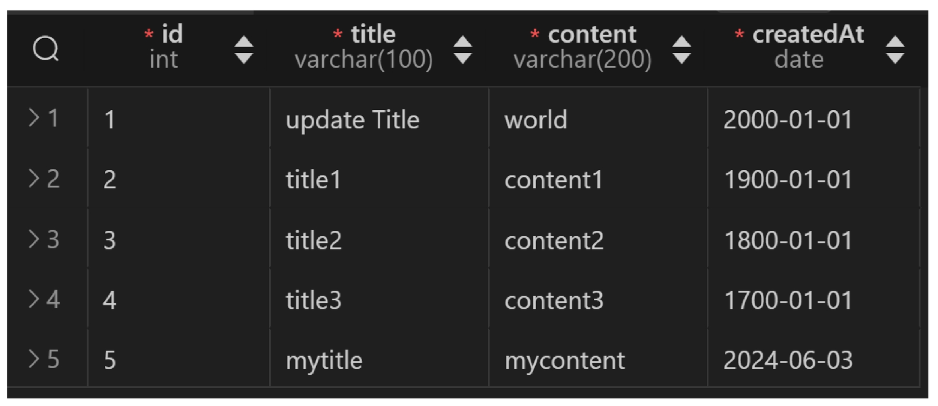 * id * title * content * createdAt
int varchar(100) varchar(200) date
> 1 1 update Title world 2000-01-01
> 2 2 title1 content1 1900-01-01
> 3 3 title2 content2 1800-01-01
> 4 4 title3 content3 1700-01-01
> 5 5 mytitle mycontent 2024-06-03